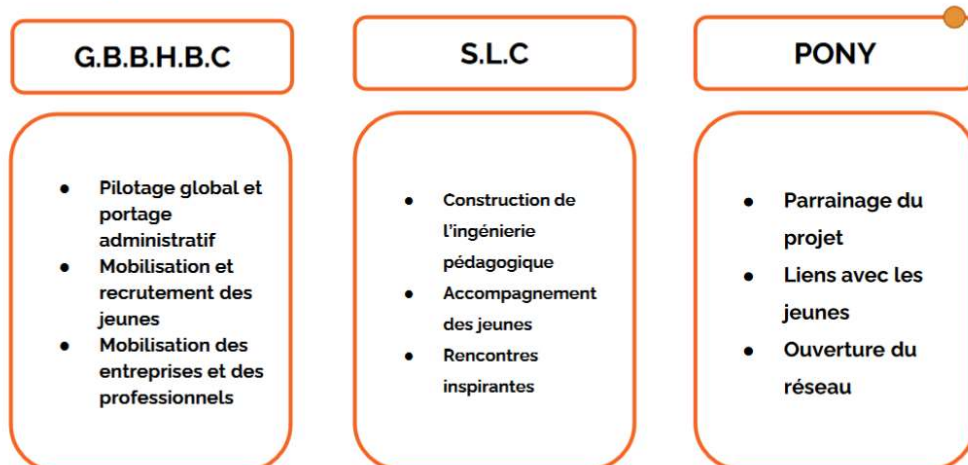 G.B.B.H.B.C
● Pilotage global et
portage
administratif
● Mobilisation et
recrutement des
jeunes
● Mobilisation des
entreprises et des
professionnels
S.L.C
● Construction de
l'ingénierie
pédagogique
● Accompagnement
des jeunes
● Rencontres
inspirantes
PONY
● Parrainage du
projet
● Liens avec les
jeunes
● Ouverture du
réseau